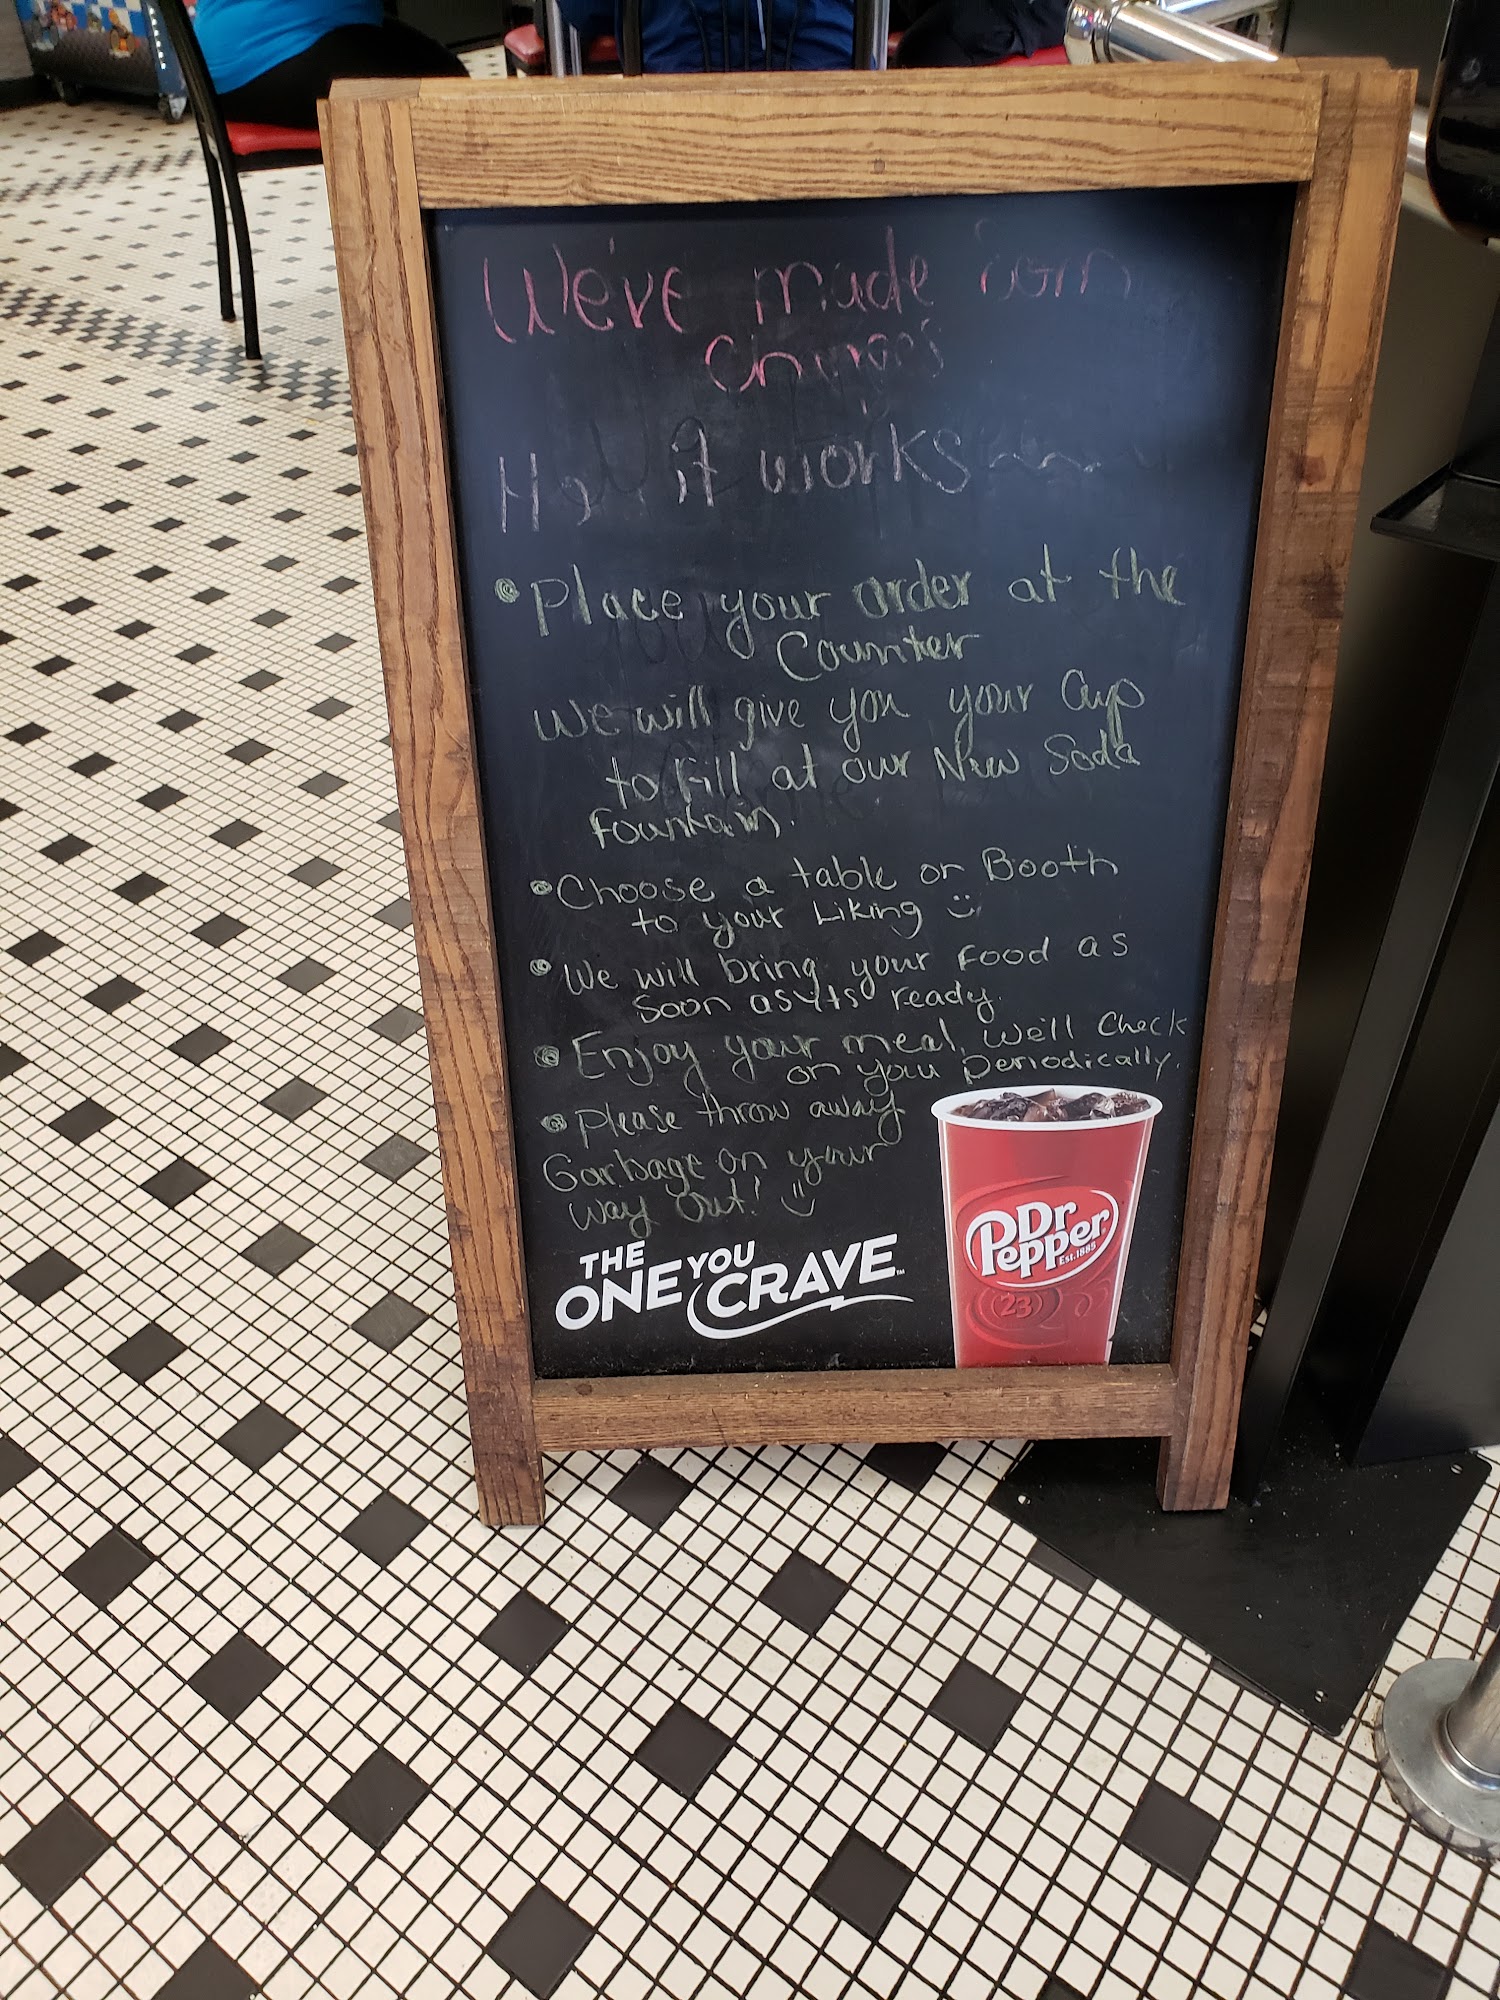 We've made
it works
• Place your order at the
Counter
We will give you your Cup
to Fill at our New Soda
Fountain.
• Choose a table or Booth
to your Liking :)
• We will bring your Food as
Soon as its ready.
• Enjoy your meal, We'll Check
on you periodically.
• Please throw away
Garbage on your
way out! :)
THE
ONE YOU
CRAVE™
Dr
Pepper
Est.1885
23